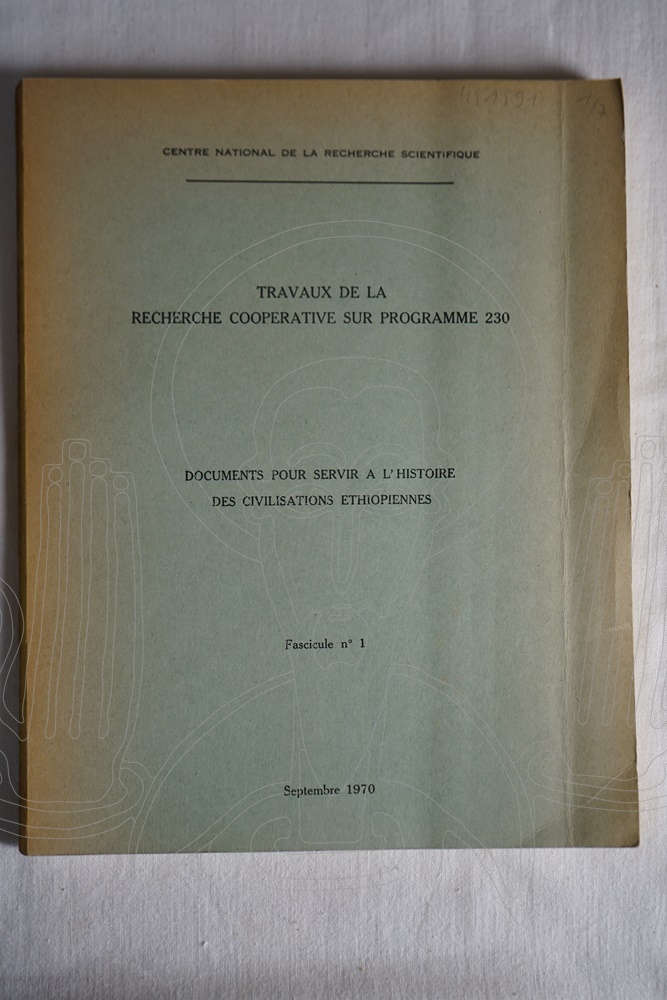 CENTRE NATIONAL DE LA RECHERCHE SCIENTIFIQUE
TRAVAUX DE LA
RECHERCHE COOPERATIVE SUR PROGRAMME 230
DOCUMENTS POUR SERVIR A L'HISTOIRE
DES CIVILISATIONS ETHIOPIENNES
Fascicule n° 1
Septembre 1970